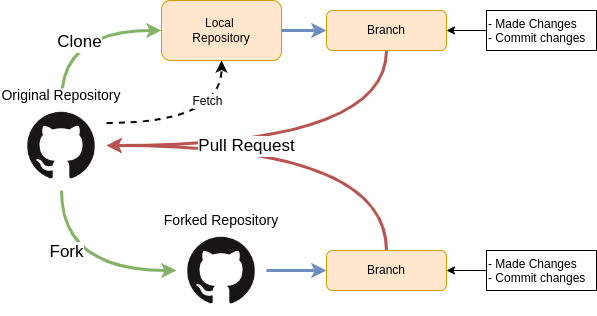 Local
Repository
Branch
- Made Changes
- Commit changes
Clone
Original Repository
Fetch
Pull Request
Forked Repository
Fork
Branch
- Made Changes
- Commit changes